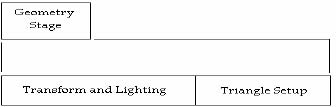 Geometry
Stage
Transform and Lighting
Triangle Setup